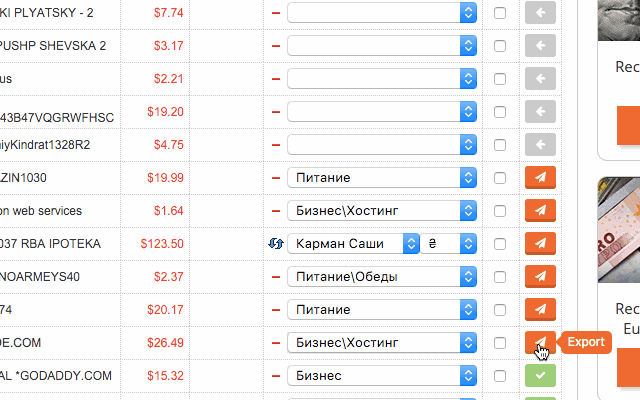 KI PLYATSKY - 2 $7.74
PUSHP SHEVSKA 2 $3.17
us $2.21
43B47VQGRWFHSC $19.20
niyKindrat1328R2 $4.75
ZIN1030 $19.99 Питание
on web services $1.64 Бизнес\Хостинг
037 RBA IPOTEKA $123.50 Карман Саши ₴
NOARMEYS40 $2.37 Питание\Обеды
74 $20.17 Питание
DE.COM $26.49 Бизнес\Хостинг Export
AL *GODADDY.COM $15.32 Бизнес
Rec
Rec
Eu